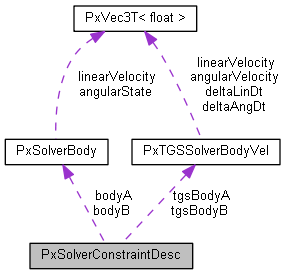 PxVec3T< float >
linearVelocity
angularState
linearVelocity
angularVelocity
deltaLinDt
deltaAngDt
PxSolverBody
PxTGSSolverBodyVel
bodyA
bodyB
tgsBodyA
tgsBodyB
PxSolverConstraintDesc